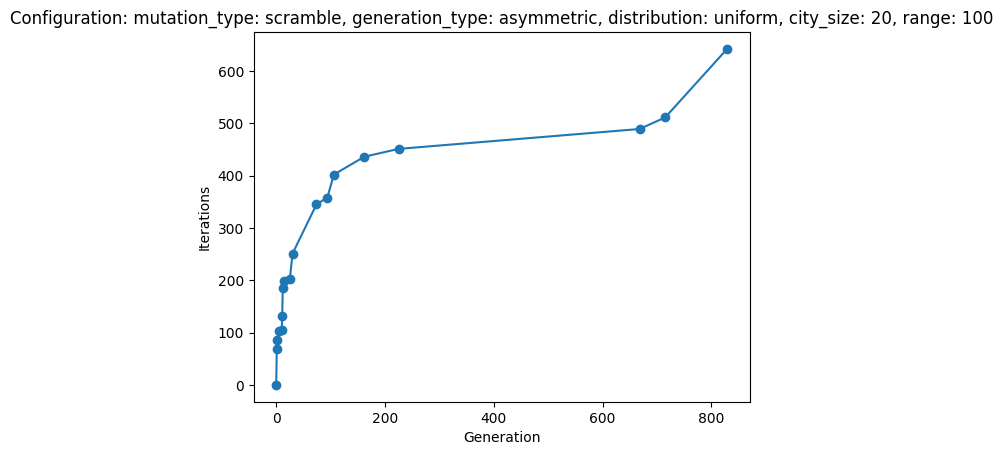 Configuration: mutation_type: scramble, generation_type: asymmetric, distribution: uniform, city_size: 20, range: 100
600
500
400
300
200
100
0
Iterations
0 200 400 600 800
Generation